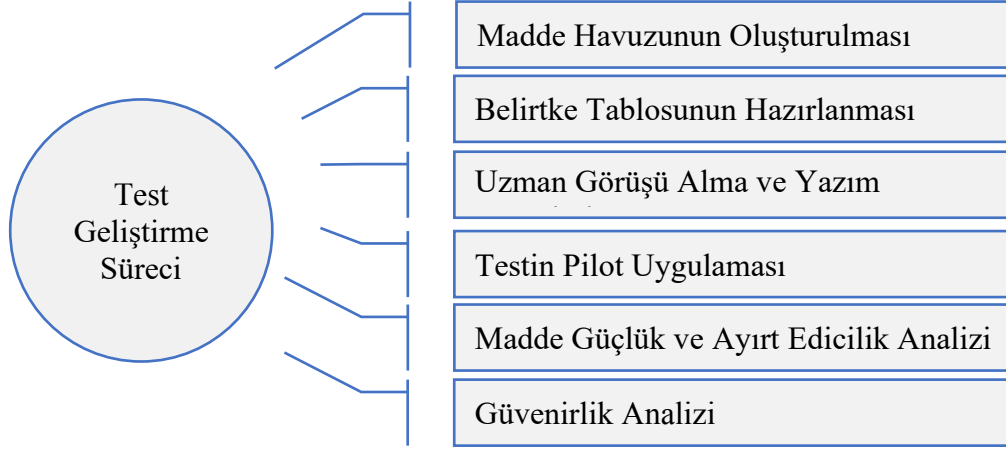 Madde Havuzunun Oluşturulması
Belirtke Tablosunun Hazırlanması
Uzman Görüşü Alma ve Yazım
Test
Geliştirme
Süreci
Testin Pilot Uygulaması
Madde Güçlük ve Ayırt Edicilik Analizi
Güvenirlik Analizi